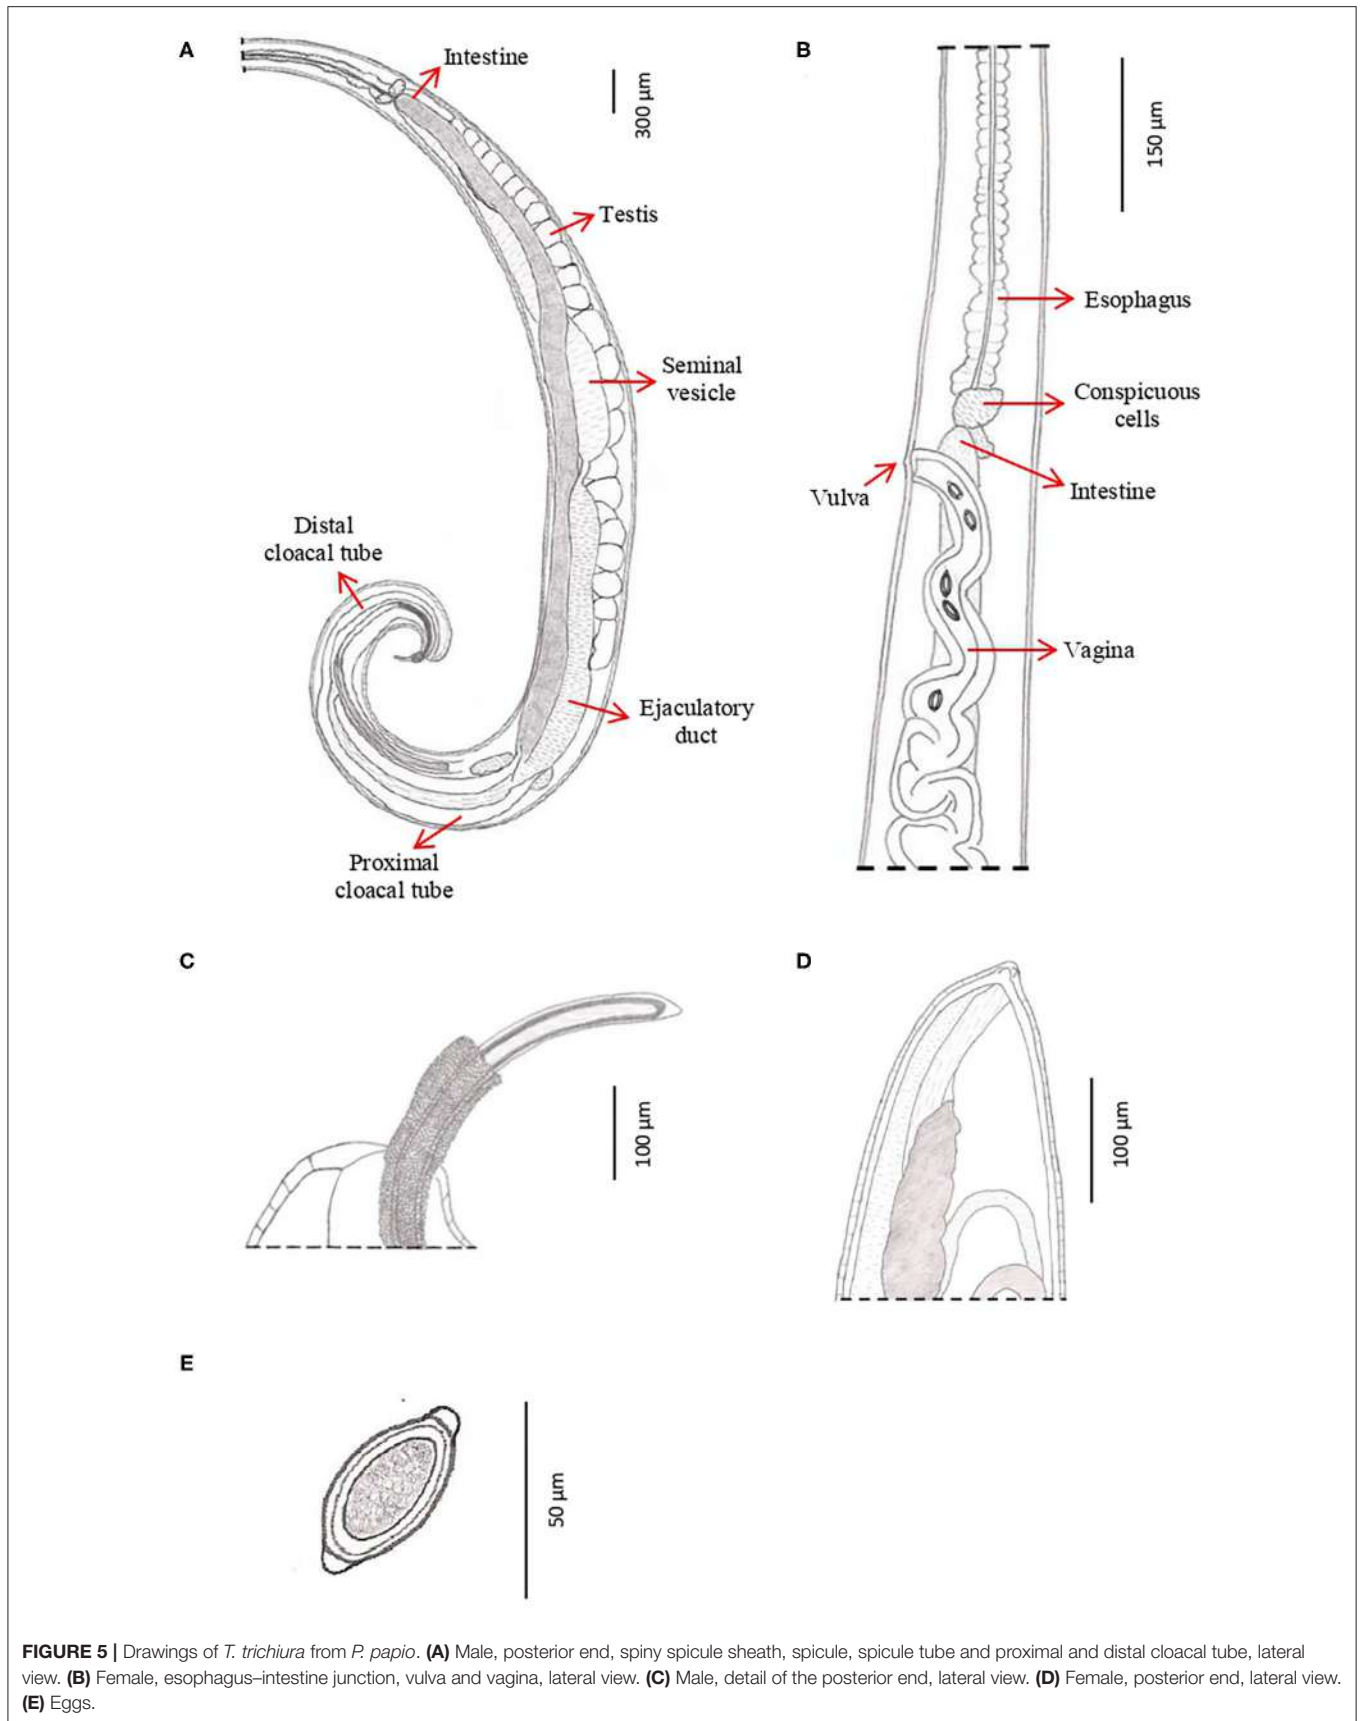 A
Intestine
300 µm
Testis
Seminal
vesicle
Distal
cloacal tube
Ejaculatory
duct
Proximal
cloacal tube
B
150 µm
Esophagus
Conspicuous
cells
Vulva
Intestine
Vagina
C
100 µm
D
100 µm
E
50 µm
FIGURE 5 | Drawings of T. trichiura from P. papio. (A) Male, posterior end, spiny spicule sheath, spicule, spicule tube and proximal and distal cloacal tube, lateral
view. (B) Female, esophagus–intestine junction, vulva and vagina, lateral view. (C) Male, detail of the posterior end, lateral view. (D) Female, posterior end, lateral view.
(E) Eggs.